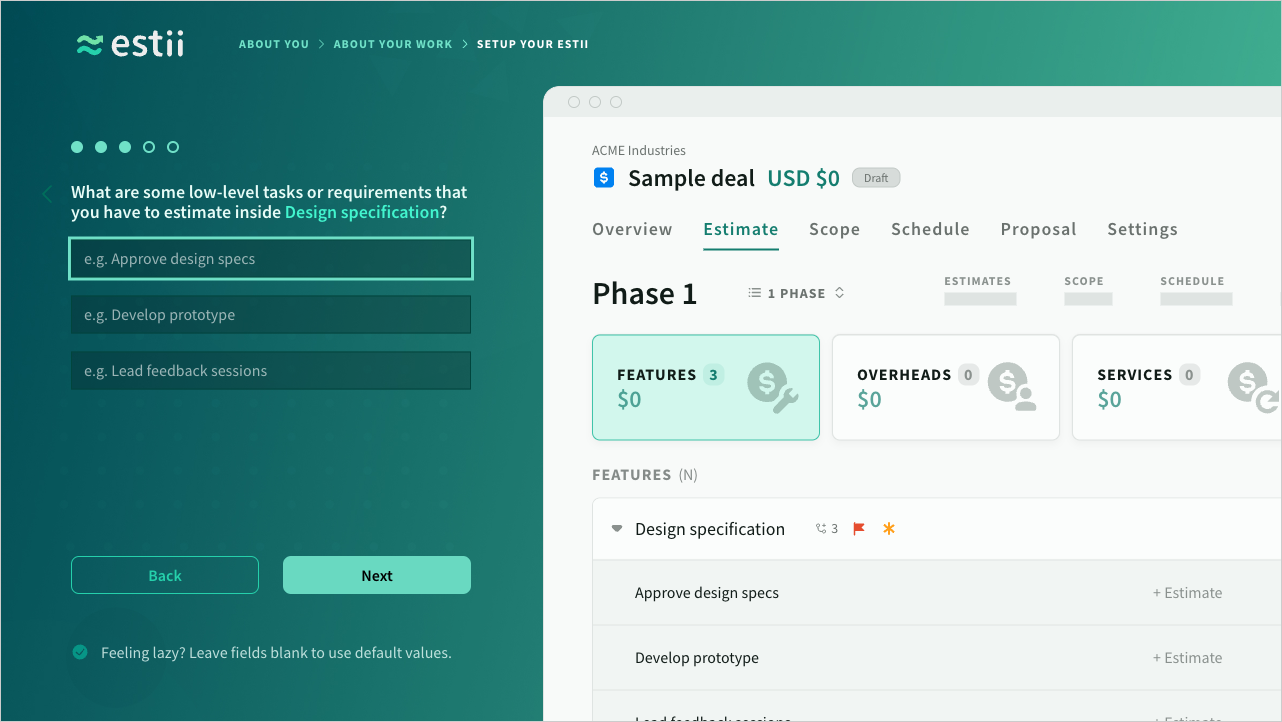 estii
ABOUT YOU > ABOUT YOUR WORK > SETUP YOUR ESTII
What are some low-level tasks or requirements that
you have to estimate inside Design specification?
e.g. Approve design specs
e.g. Develop prototype
e.g. Lead feedback sessions
Back
Next
Feeling lazy? Leave fields blank to use default values.
ACME Industries
$ Sample deal USD $0 Draft
Overview Estimate Scope Schedule Proposal Settings
Phase 1
1 PHASE
ESTIMATES SCOPE SCHEDULE
FEATURES 3
$0
OVERHEADS 0
$0
SERVICES 0
$0
FEATURES (N)
Design specification 3
Approve design specs + Estimate
Develop prototype + Estimate
Lead feedback sessions + Estimate